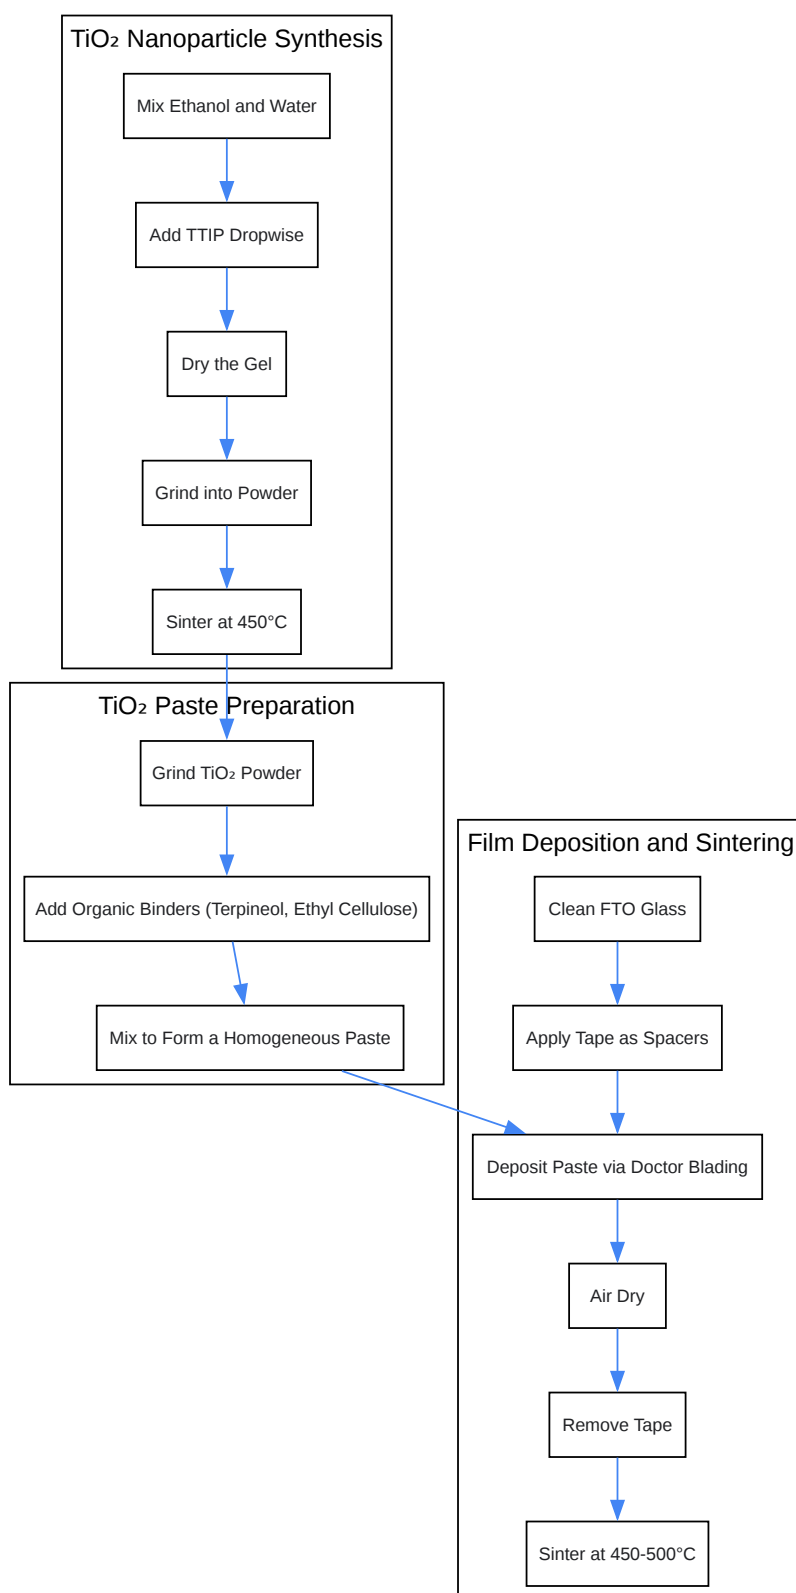 TiO₂ Nanoparticle Synthesis
Mix Ethanol and Water
Add TTIP Dropwise
Dry the Gel
Grind into Powder
Sinter at 450°C
TiO₂ Paste Preparation
Grind TiO₂ Powder
Add Organic Binders (Terpineol, Ethyl Cellulose)
Mix to Form a Homogeneous Paste
Film Deposition and Sintering
Clean FTO Glass
Apply Tape as Spacers
Deposit Paste via Doctor Blading
Air Dry
Remove Tape
Sinter at 450-500°C